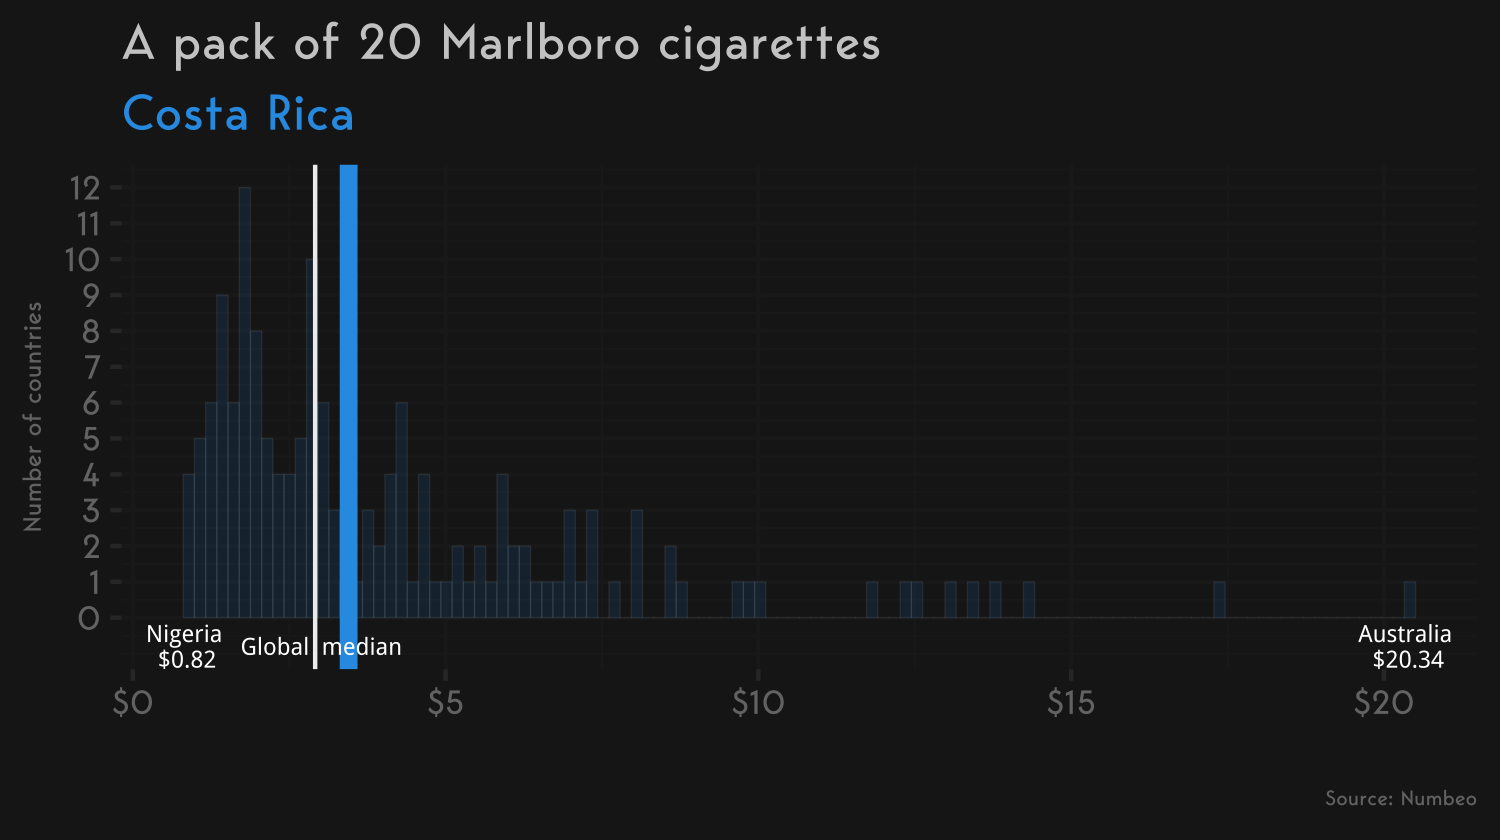 A pack of 20 Marlboro cigarettes
Costa Rica
12
11
10
9
8
7
6
5
4
3
2
1
0
Number of countries
Nigeria
$0.82
Global median
Australia
$20.34
$0 $5 $10 $15 $20
Source: Numbeo